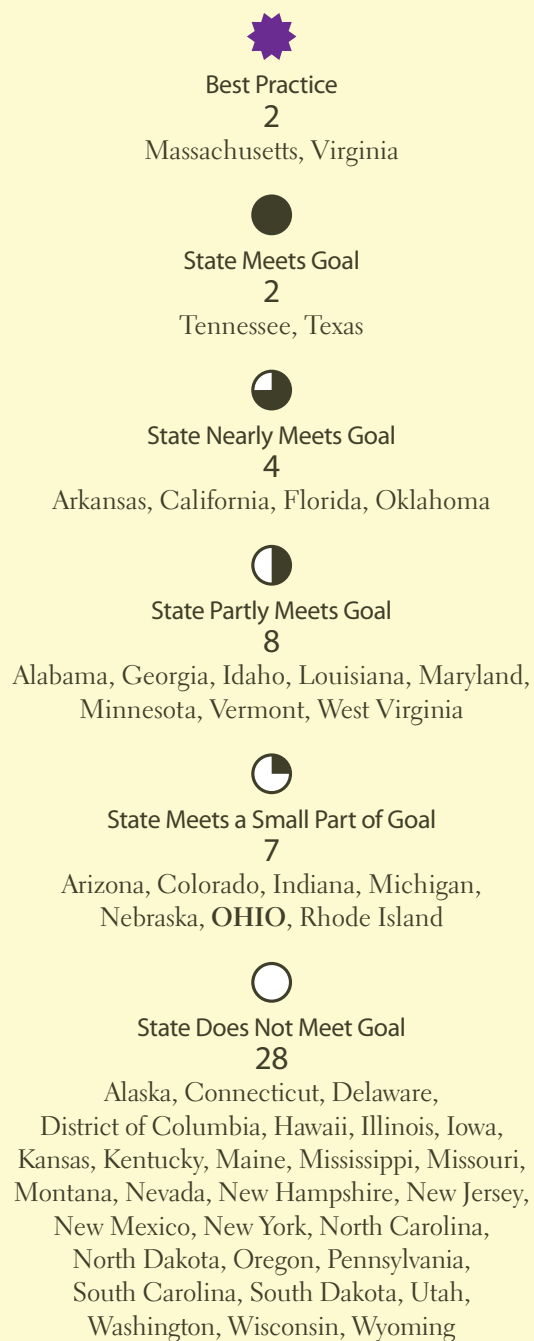 Best Practice
2
Massachusetts, Virginia
State Meets Goal
2
Tennessee, Texas
State Nearly Meets Goal
4
Arkansas, California, Florida, Oklahoma
State Partly Meets Goal
8
Alabama, Georgia, Idaho, Louisiana, Maryland,
Minnesota, Vermont, West Virginia
State Meets a Small Part of Goal
7
Arizona, Colorado, Indiana, Michigan,
Nebraska, OHIO, Rhode Island
State Does Not Meet Goal
28
Alaska, Connecticut, Delaware,
District of Columbia, Hawaii, Illinois, Iowa,
Kansas, Kentucky, Maine, Mississippi, Missouri,
Montana, Nevada, New Hampshire, New Jersey,
New Mexico, New York, North Carolina,
North Dakota, Oregon, Pennsylvania,
South Carolina, South Dakota, Utah,
Washington, Wisconsin, Wyoming